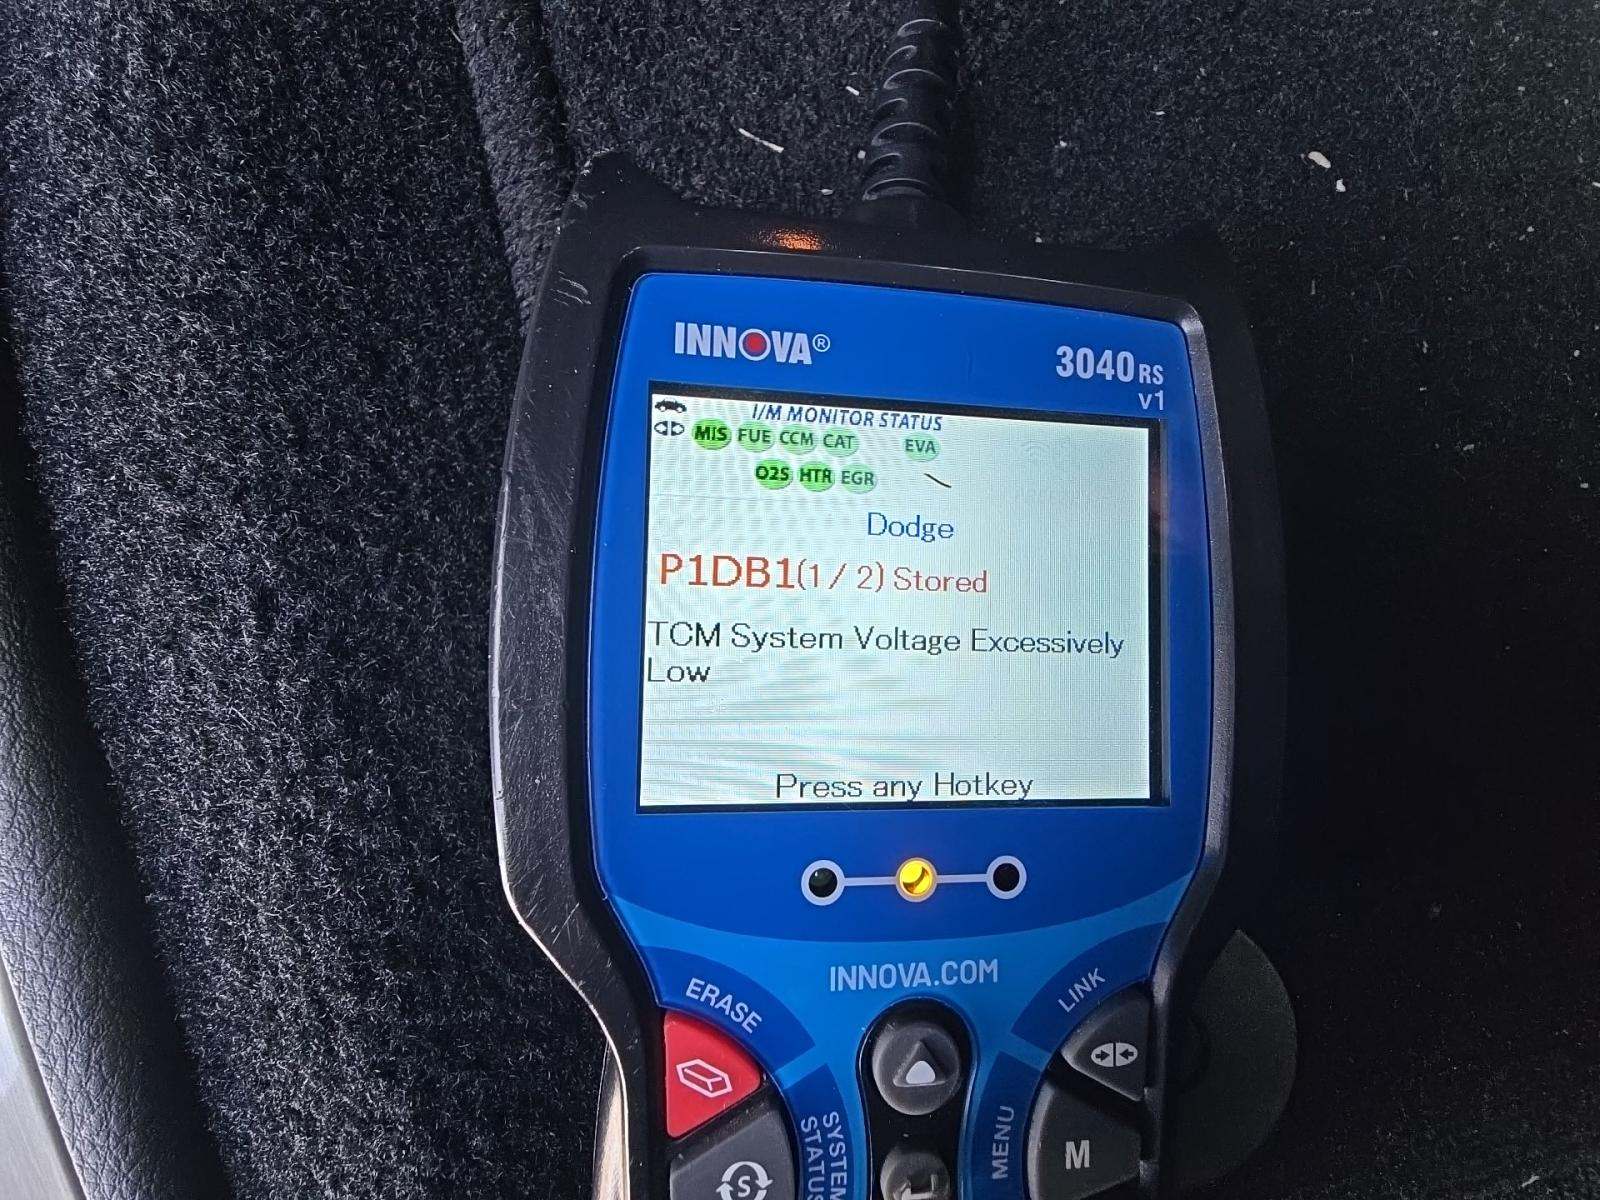 INNOVA®
3040RS
v1
I/M MONITOR STATUS
MIS FUE CCM CAT EVA
O2S HTR EGR
Dodge
P1DB1(1 / 2) Stored
TCM System Voltage Excessively
Low
Press any Hotkey
INNOVA.COM
ERASE
LINK
SYSTEM
STATUS
MENU
M
S